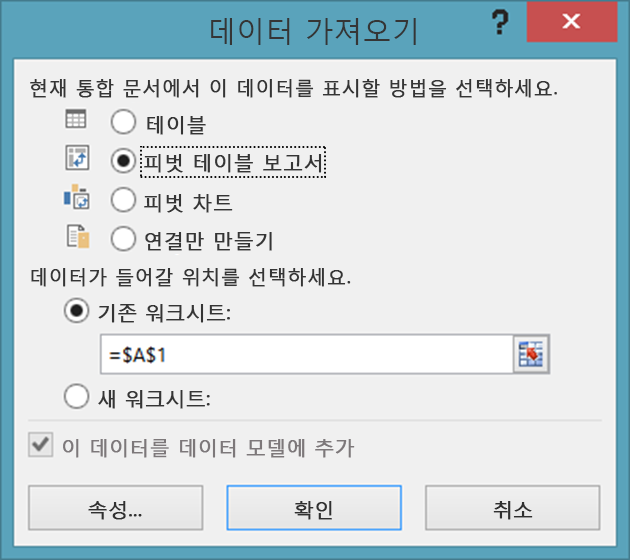 데이터 가져오기
?
현재 통합 문서에서 이 데이터를 표시할 방법을 선택하세요.
테이블
피벗 테이블 보고서
피벗 차트
연결만 만들기
데이터가 들어갈 위치를 선택하세요.
기존 워크시트:
=$A$1
새 워크시트:
이 데이터를 데이터 모델에 추가
속성...
확인
취소